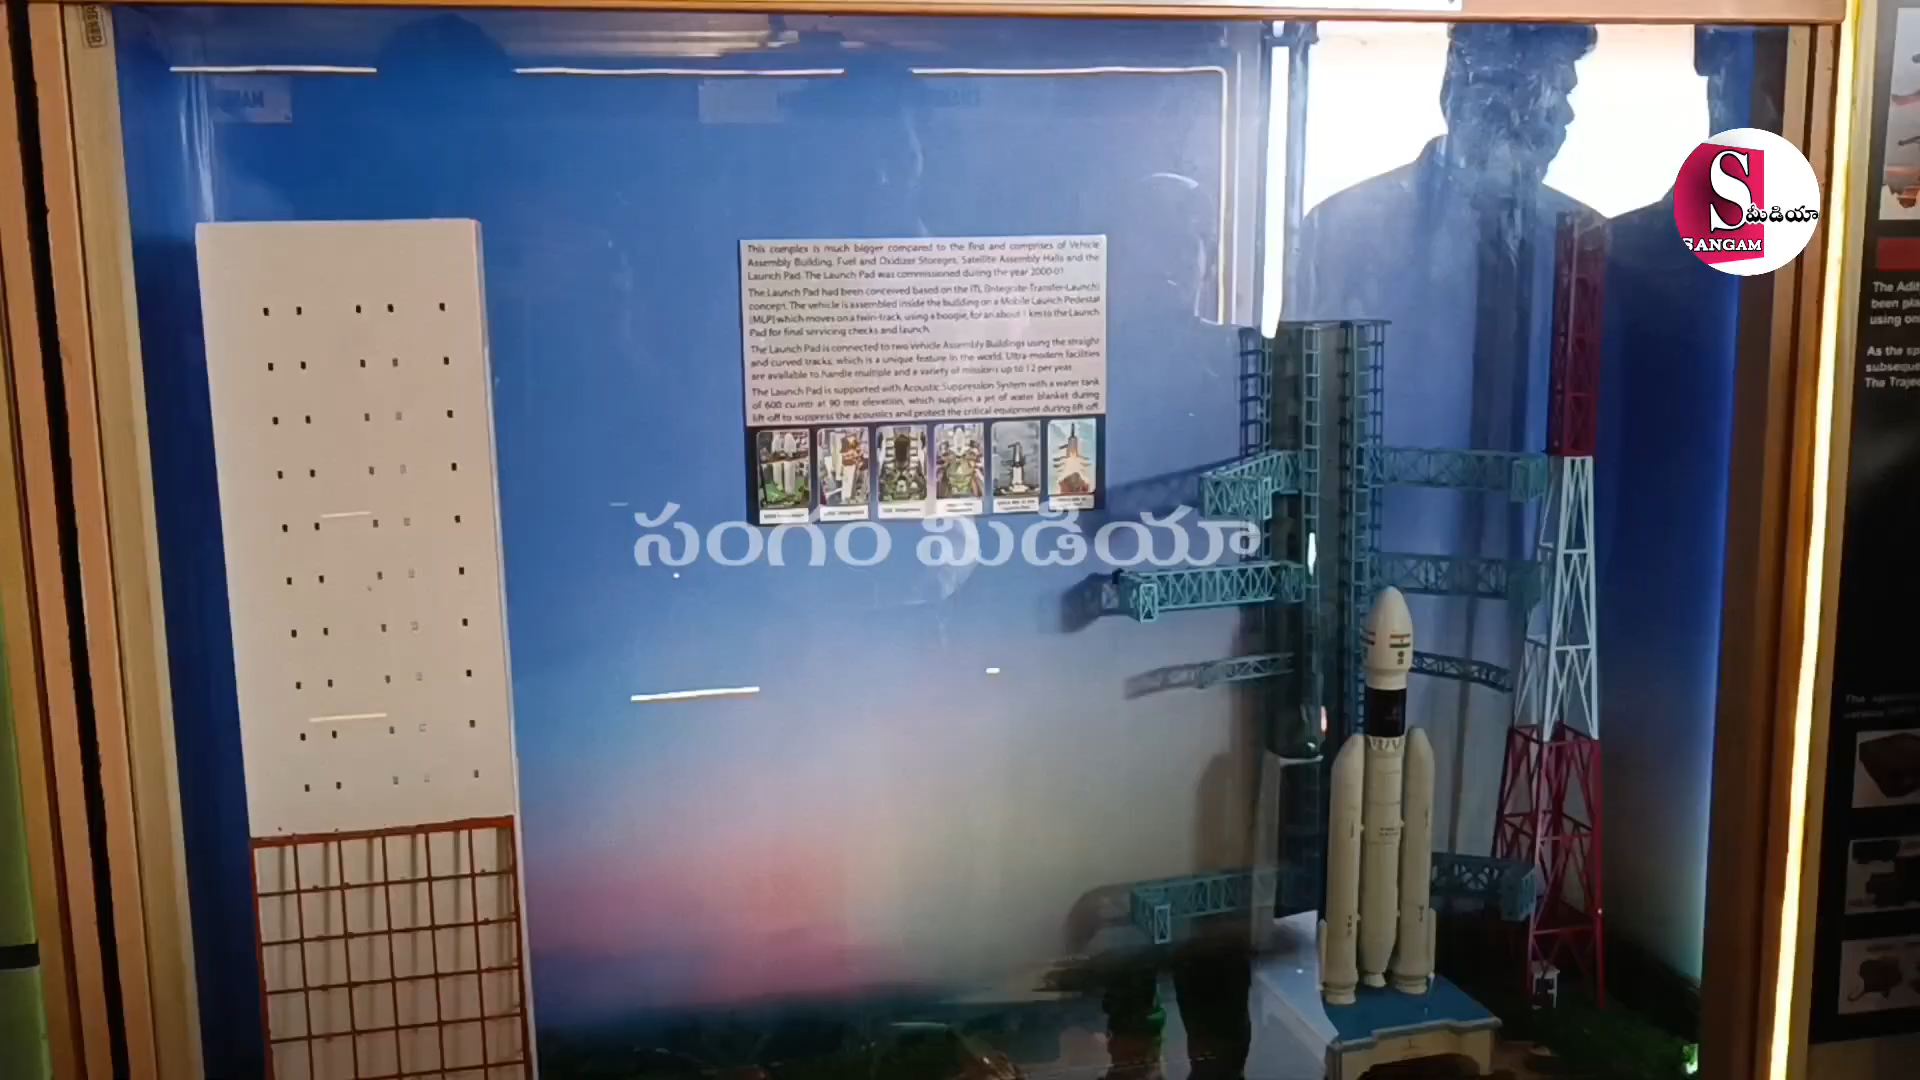 This complex is much bigger compared to the first and comprises of Vehicle
Assembly Building, Fuel and Oxidizer Storages, Satellite Assembly Halls and the
Launch Pad. The Launch Pad was commissioned during the year 2000-01
The Launch Pad had been conceived based on the ITL (Integrate-Transfer-Launch)
concept. The vehicle is assembled inside the building on a Mobile Launch Pedestal
(MLP) which moves on a twin-track, using a boogie, for an about 1 km to the Launch
Pad for final servicing checks and launch.
The Launch Pad is connected to two Vehicle Assembly Buildings using the straight
and curved tracks, which is a unique feature in the world. Ultra-modern facilities
are available to handle multiple and a variety of missions up to 12 per year.
The Launch Pad is supported with Acoustic Suppression System with a water tank
of 600 cu.mtr at 90 mtr elevation, which supplies a jet of water blanket during
lift-off to suppress the acoustics and protect the critical equipment during lift off.
సంగం మీడియా
S మీడియా
SANGAM
The
been
using
As the
The